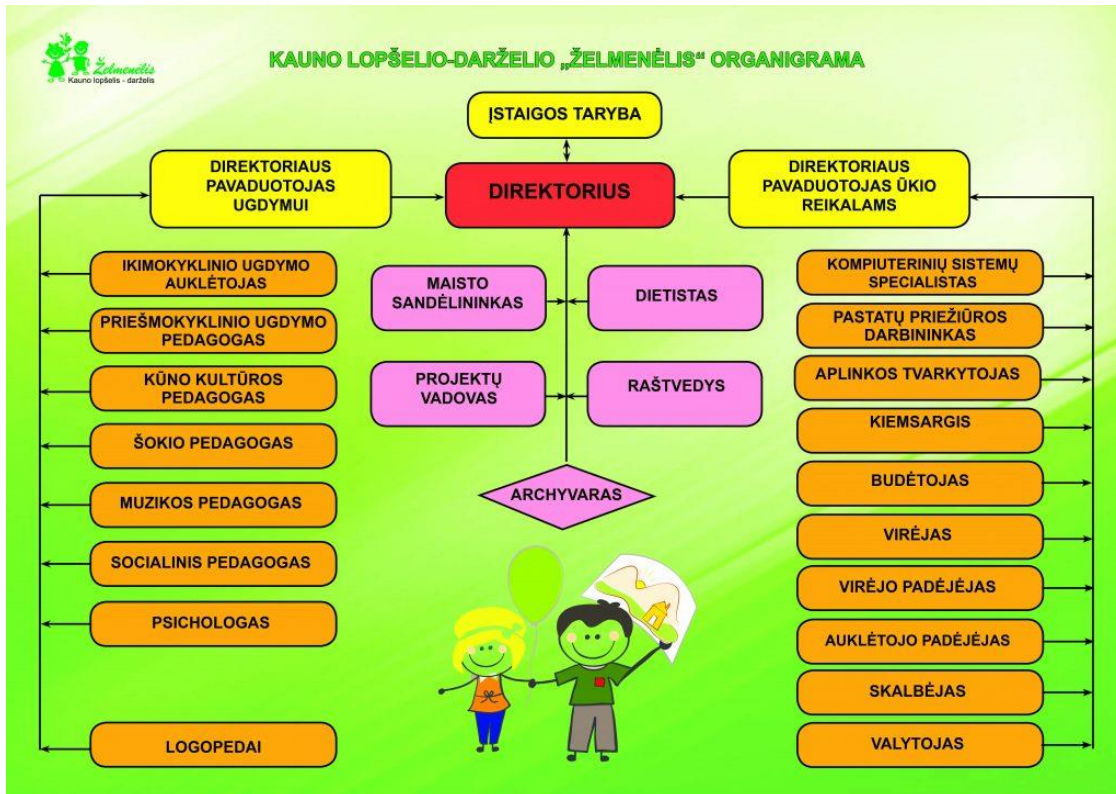 Želmenėlis
Kauno lopšelis - darželis
KAUNO LOPŠELIO-DARŽELIO „ŽELMENĖLIS“ ORGANIGRAMA
ĮSTAIGOS TARYBA
DIREKTORIAUS
PAVADUOTOJAS
UGDYMUI
DIREKTORIUS
DIREKTORIAUS
PAVADUOTOJAS ŪKIO
REIKALAMS
IKIMOKYKLINIO UGDYMO
AUKLĖTOJAS
PRIEŠMOKYKLINIO UGDYMO
PEDAGOGAS
KŪNO KULTŪROS
PEDAGOGAS
ŠOKIO PEDAGOGAS
MUZIKOS PEDAGOGAS
SOCIALINIS PEDAGOGAS
PSICHOLOGAS
LOGOPEDAI
MAISTO
SANDĖLININKAS
DIETISTAS
PROJEKTŲ
VADOVAS
RAŠTVEDYS
ARCHYVARAS
KOMPIUTERINIŲ SISTEMŲ
SPECIALISTAS
PASTATŲ PRIEŽIŪROS
DARBININKAS
APLINKOS TVARKYTOJAS
KIEMSARGIS
BUDĖTOJAS
VIRĖJAS
VIRĖJO PADĖJĖJAS
AUKLĖTOJO PADĖJĖJAS
SKALBĖJAS
VALYTOJAS